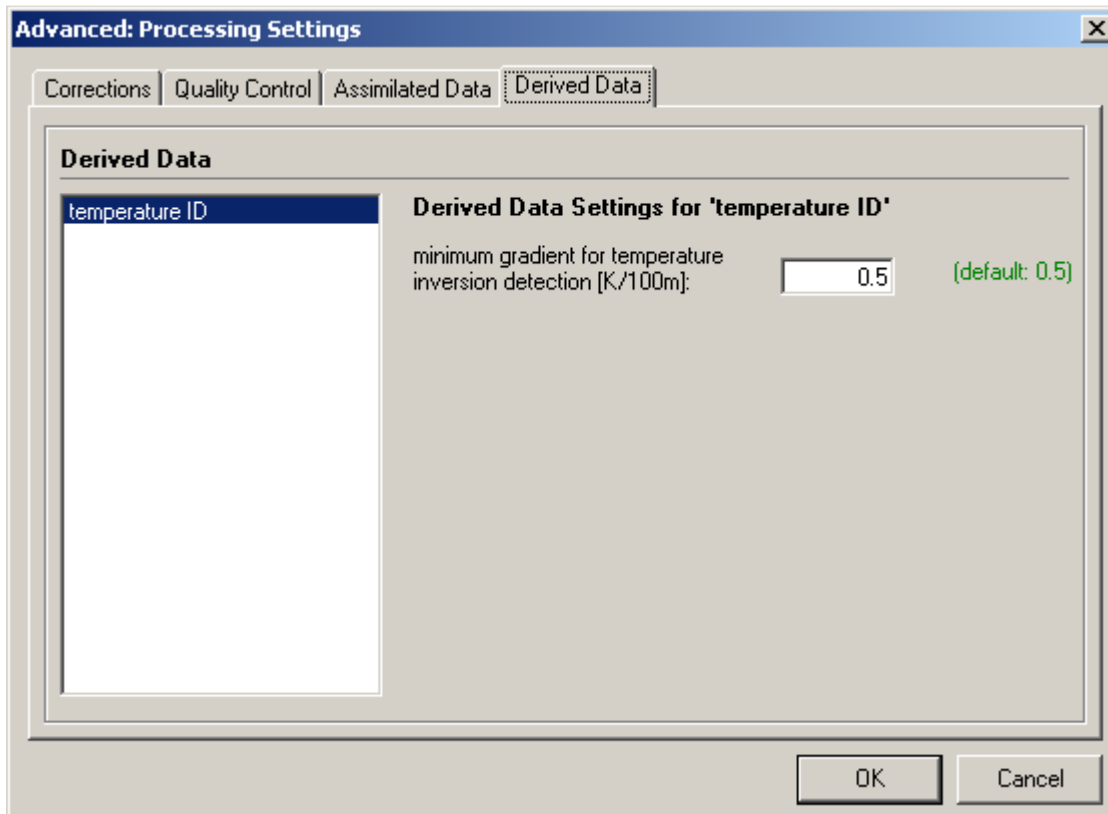 Advanced: Processing Settings
Corrections Quality Control Assimilated Data Derived Data
Derived Data
temperature ID
Derived Data Settings for 'temperature ID'
minimum gradient for temperature
inversion detection [K/100m]:
0.5
(default: 0.5)
OK Cancel